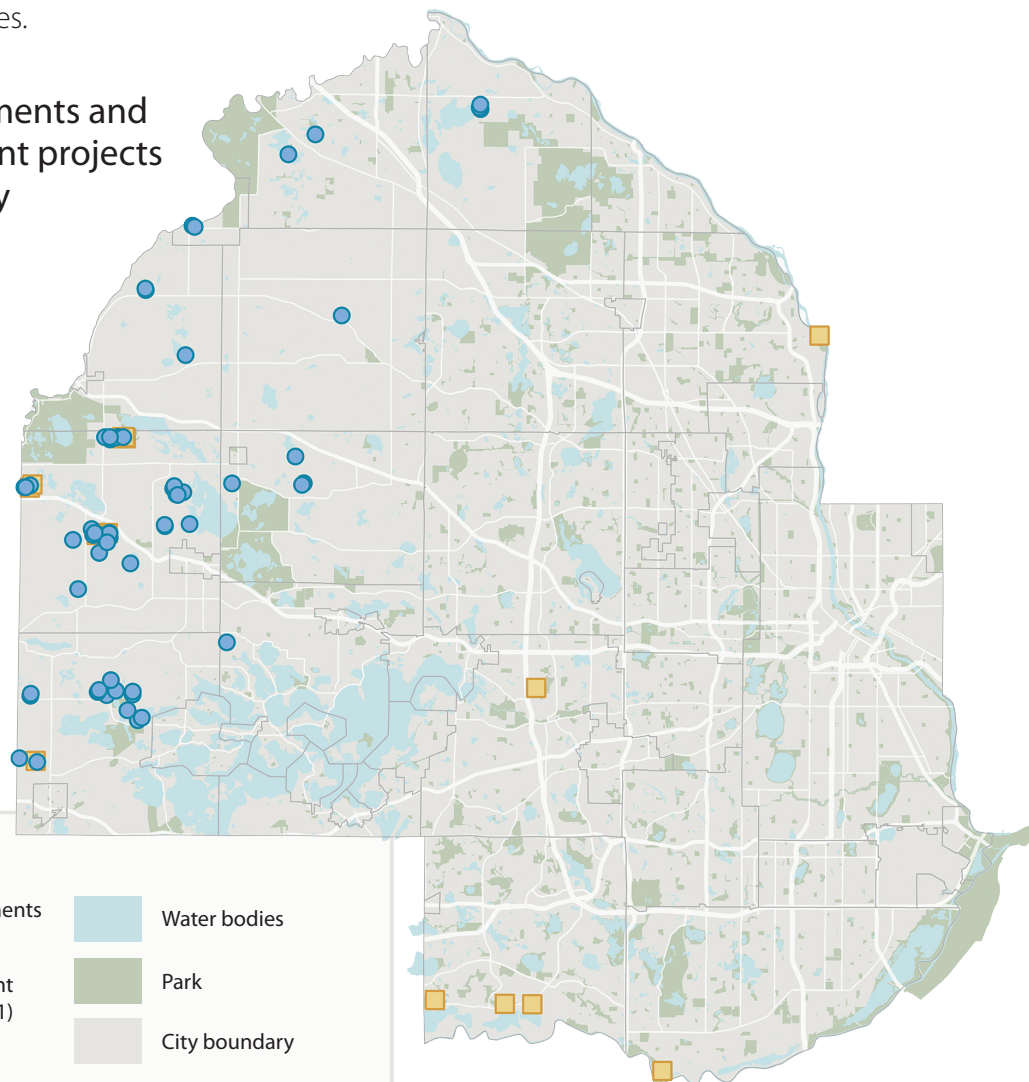 es.
ments and
nt projects
y
ments
nt
1)
Water bodies
Park
City boundary